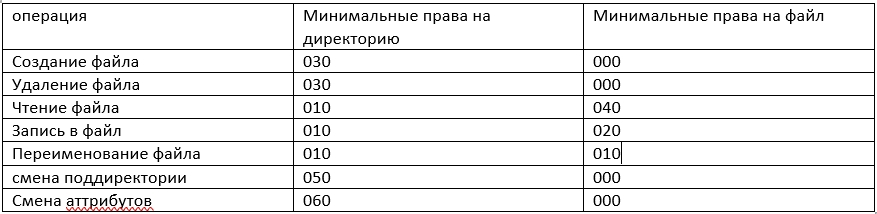 операция Минимальные права на директорию Минимальные права на файл
Создание файла 030 000
Удаление файла 030 000
Чтение файла 010 040
Запись в файл 010 020
Переименование файла 010 010
смена поддиректории 050 000
Смена аттрибутов 060 000